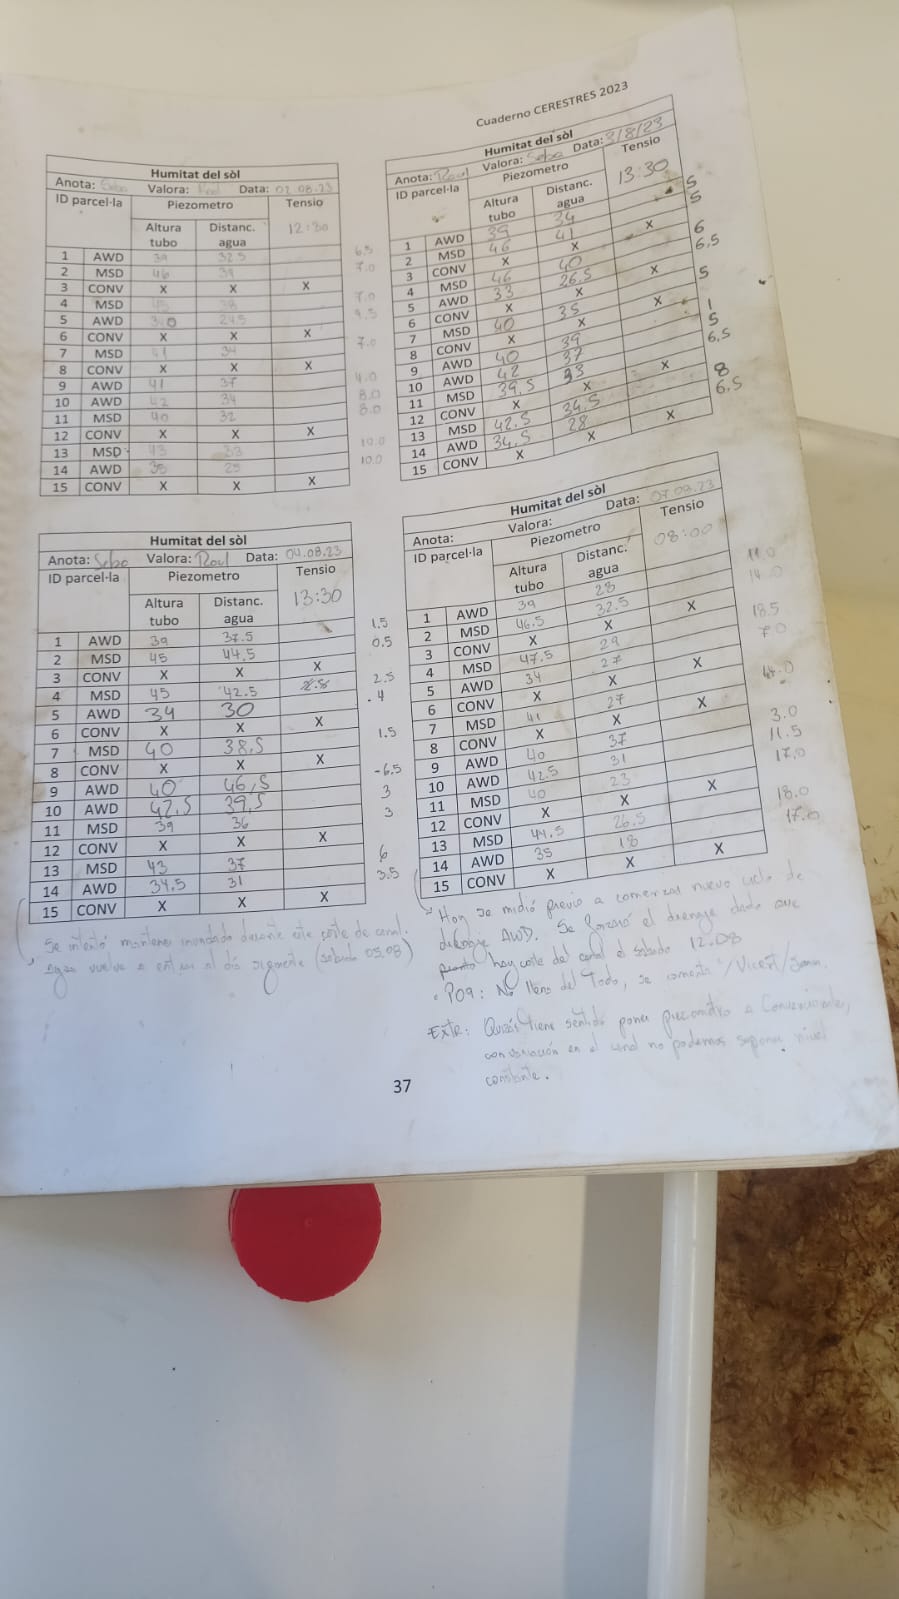 Cuaderno CERESTRES 2023
Humitat del sòl
Anota: Sebo Valora: Raul Data: 02.08.23
ID parcel·la Piezometro Tensio
Altura tubo Distanc. agua 12:30
1 AWD 39 32.5 6.5
2 MSD 46 39 7.0
3 CONV X X X
4 MSD 45 38 7.0
5 AWD 34.0 24.5 9.5
6 CONV X X X
7 MSD 41 34 7.0
8 CONV X X X
9 AWD 41 37 4.0
10 AWD 42 34 8.0
11 MSD 40 32 8.0
12 CONV X X X
13 MSD 43 33 10.0
14 AWD 35 25 10.0
15 CONV X X X
Humitat del sòl
Anota: Raul Valora: Seba Data: 3/8/23
ID parcel·la Piezometro Tensio
Altura tubo Distanc. agua 13:30
1 AWD 39 34 5
2 MSD 46 41 5
3 CONV X X X
4 MSD 46 40 6
5 AWD 33 26.5 6.5
6 CONV X X X
7 MSD 40 35 5
8 CONV X X X
9 AWD 40 39 1
10 AWD 42 37 5
11 MSD 39.5 33 6.5
12 CONV X X X
13 MSD 42.5 34.5 8
14 AWD 34.5 28 6.5
15 CONV X X X
Humitat del sòl
Anota: Sebo Valora: Raul Data: 04.08.23
ID parcel·la Piezometro Tensio
Altura tubo Distanc. agua 13:30
1 AWD 39 37.5 1.5
2 MSD 45 44.5 0.5
3 CONV X X X
4 MSD 45 42.5 2.5
5 AWD 34 30 4
6 CONV X X X
7 MSD 40 38.5 1.5
8 CONV X X X
9 AWD 40 46,5 -6.5
10 AWD 42,5 39,5 3
11 MSD 39 36 3
12 CONV X X X
13 MSD 43 37 6
14 AWD 34.5 31 3.5
15 CONV X X X
Se intentó mantener inundado durante este corte de canal.
agua vuelve a entrar al día siguiente (sabado 05.08)
Humitat del sòl
Anota: Valora: Data: 07.08.23
ID parcel·la Piezometro Tensio
Altura tubo Distanc. agua 08:00
1 AWD 39 28 11.0
2 MSD 46.5 32.5 14.0
3 CONV X X X
4 MSD 47.5 29 18.5
5 AWD 34 27 7.0
6 CONV X X X
7 MSD 41 27 14.0
8 CONV X X X
9 AWD 40 37 3.0
10 AWD 42.5 31 11.5
11 MSD 40 23 17.0
12 CONV X X X
13 MSD 44.5 26.5 18.0
14 AWD 35 18 17.0
15 CONV X X X
Hoy se midió previo a comenzar nuevo ciclo de
drenaje AWD. Se forzará el drenaje dado que
hay corte del canal el sabado 12.08
P09: No lleno del Todo, se comenta /Vicent/
Extr: Quizás tiene sentido poner piezometro a Convencionales,
con variación en el canal no podemos suponer nivel
constante.
37